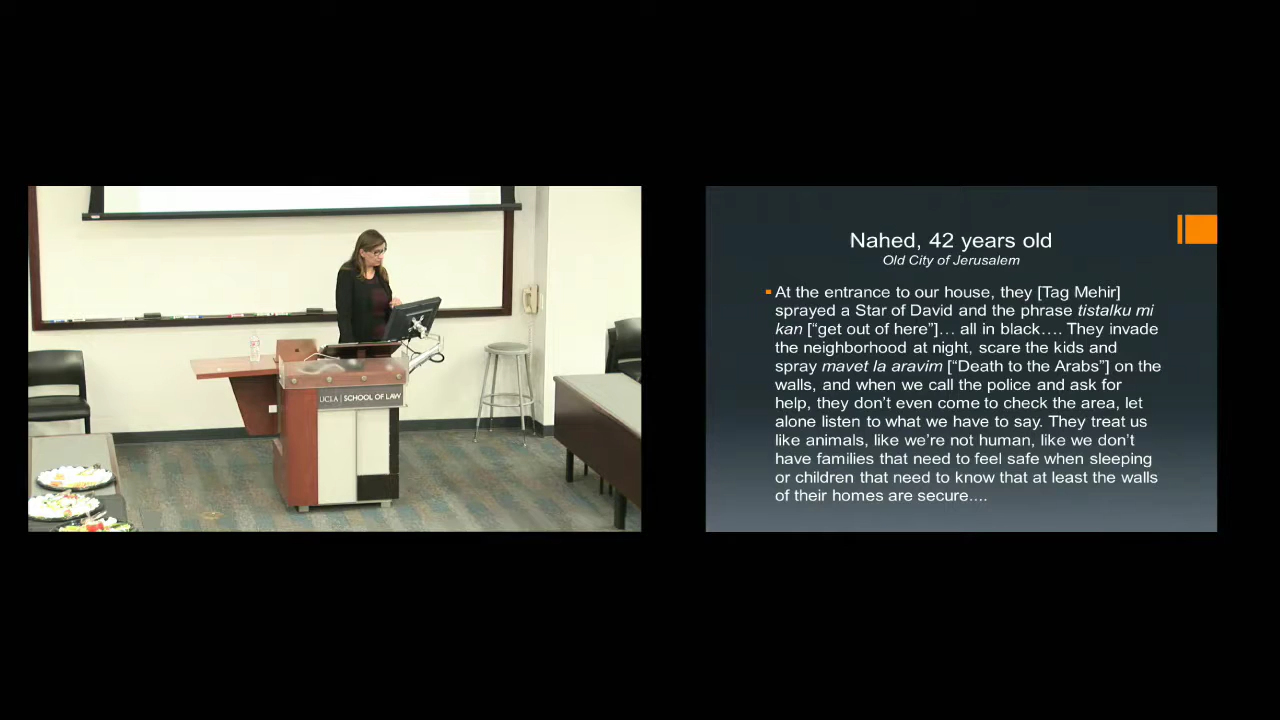 UCLA | SCHOOL OF LAW
Nahed, 42 years old
Old City of Jerusalem
At the entrance to our house, they [Tag Mehir]
sprayed a Star of David and the phrase tistalku mi
kan [“get out of here”]… all in black…. They invade
the neighborhood at night, scare the kids and
spray mavet la aravim [“Death to the Arabs”] on the
walls, and when we call the police and ask for
help, they don’t even come to check the area, let
alone listen to what we have to say. They treat us
like animals, like we’re not human, like we don’t
have families that need to feel safe when sleeping
or children that need to know that at least the walls
of their homes are secure….